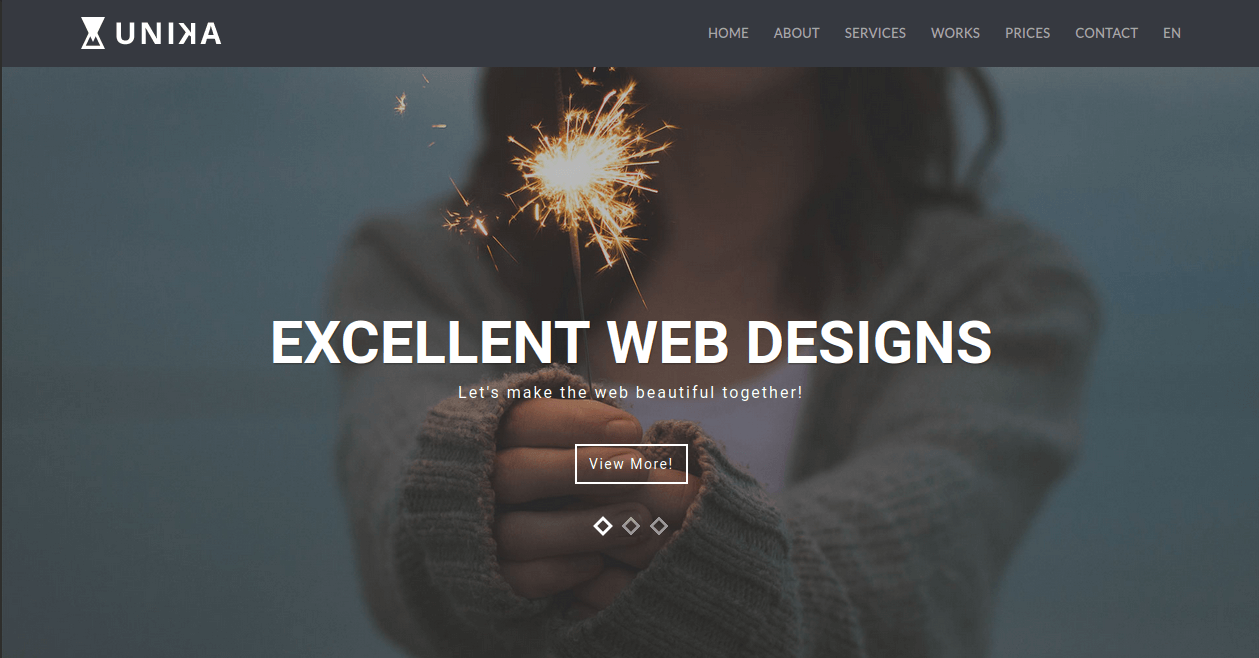 UNIKA
HOME ABOUT SERVICES WORKS PRICES CONTACT EN
EXCELLENT WEB DESIGNS
Let's make the web beautiful together!
View More!